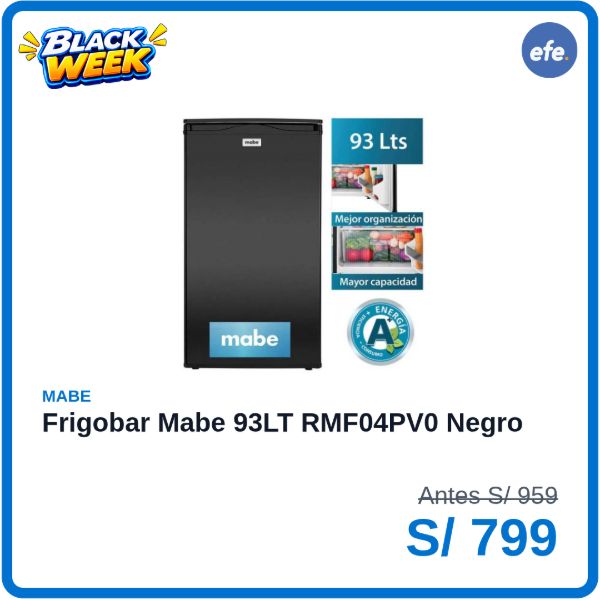 BLACK
WEEK
efe.
mabe
93 Lts
Mejor organización
Mayor capacidad
mabe
ENERGÍA
A
CONSUMO
MABE
Frigobar Mabe 93LT RMF04PV0 Negro
Antes S/ 959
S/ 799